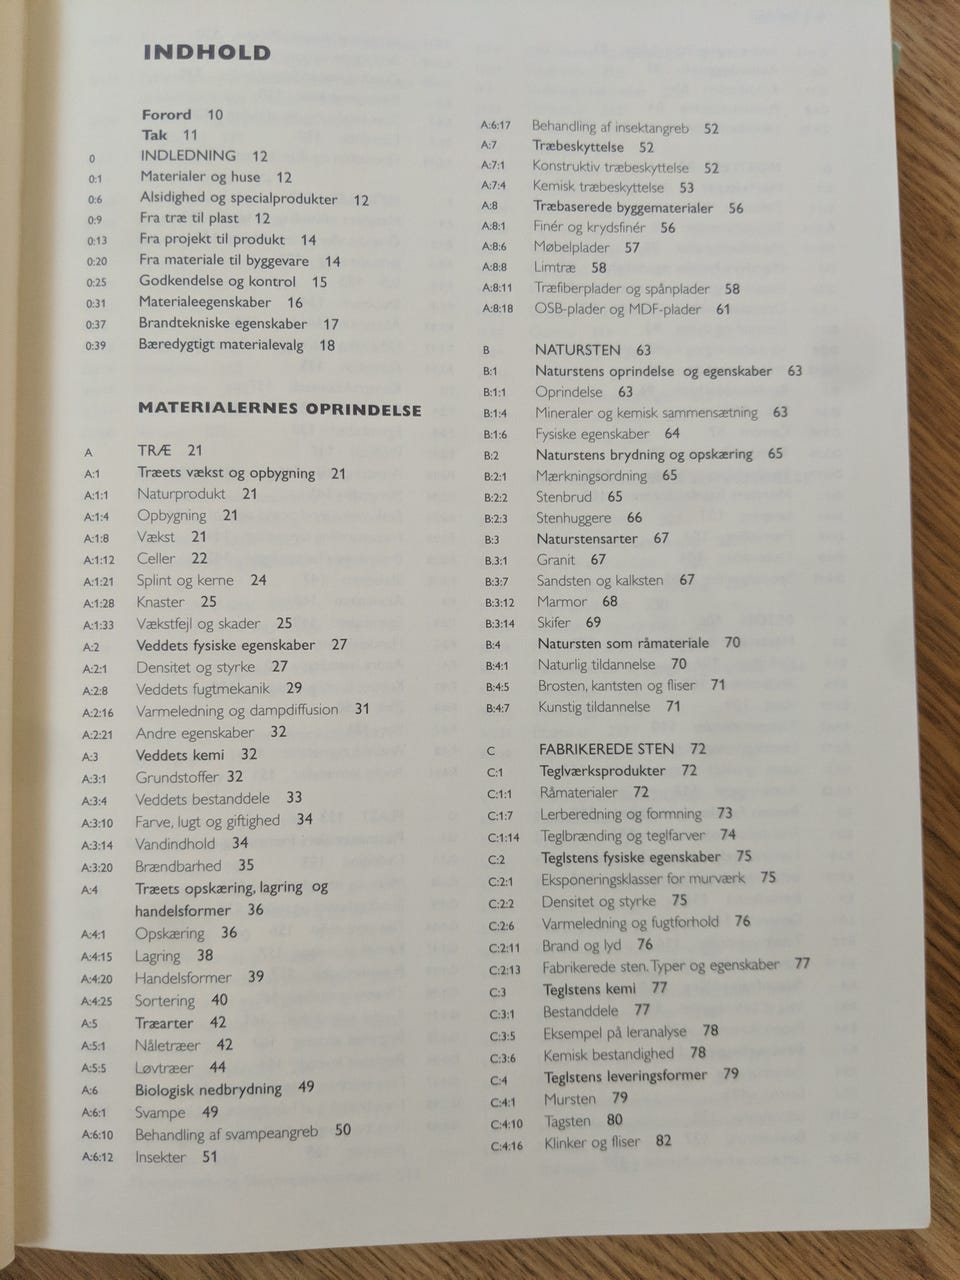 INDHOLD
Forord 10
Tak 11
0 INDLEDNING 12
0:1 Materialer og huse 12
0:6 Alsidighed og specialprodukter 12
0:9 Fra træ til plast 12
0:13 Fra projekt til produkt 14
0:20 Fra materiale til byggevare 14
0:25 Godkendelse og kontrol 15
0:31 Materialeegenskaber 16
0:37 Brandtekniske egenskaber 17
0:39 Bæredygtigt materialevalg 18
MATERIALERNES OPRINDELSE
A TRÆ 21
A:1 Træets vækst og opbygning 21
A:1:1 Naturprodukt 21
A:1:4 Opbygning 21
A:1:8 Vækst 21
A:1:12 Celler 22
A:1:21 Splint og kerne 24
A:1:28 Knaster 25
A:1:33 Vækstfejl og skader 25
A:2 Veddets fysiske egenskaber 27
A:2:1 Densitet og styrke 27
A:2:8 Veddets fugtmekanik 29
A:2:16 Varmeledning og dampdiffusion 31
A:2:21 Andre egenskaber 32
A:3 Veddets kemi 32
A:3:1 Grundstoffer 32
A:3:4 Veddets bestanddele 33
A:3:10 Farve, lugt og giftighed 34
A:3:14 Vandindhold 34
A:3:20 Brændbarhed 35
A:4 Træets opskæring, lagring og
handelsformer 36
A:4:1 Opskæring 36
A:4:15 Lagring 38
A:4:20 Handelsformer 39
A:4:25 Sortering 40
A:5 Træarter 42
A:5:1 Nåletræer 42
A:5:5 Løvtræer 44
A:6 Biologisk nedbrydning 49
A:6:1 Svampe 49
A:6:10 Behandling af svampeangreb 50
A:6:12 Insekter 51
A:6:17 Behandling af insektangreb 52
A:7 Træbeskyttelse 52
A:7:1 Konstruktiv træbeskyttelse 52
A:7:4 Kemisk træbeskyttelse 53
A:8 Træbaserede byggematerialer 56
A:8:1 Finér og krydsfinér 56
A:8:6 Møbelplader 57
A:8:8 Limtræ 58
A:8:11 Træfiberplader og spånplader 58
A:8:18 OSB-plader og MDF-plader 61
B NATURSTEN 63
B:1 Naturstens oprindelse og egenskaber 63
B:1:1 Oprindelse 63
B:1:4 Mineraler og kemisk sammensætning 63
B:1:6 Fysiske egenskaber 64
B:2 Naturstens brydning og opskæring 65
B:2:1 Mærkningsordning 65
B:2:2 Stenbrud 65
B:2:3 Stenhuggere 66
B:3 Naturstensarter 67
B.3:1 Granit 67
B:3:7 Sandsten og kalksten 67
B:3:12 Marmor 68
B:3:14 Skifer 69
B:4 Natursten som råmateriale 70
B:4:1 Naturlig tildannelse 70
B:4:5 Brosten, kantsten og fliser 71
B:4:7 Kunstig tildannelse 71
C FABRIKEREDE STEN 72
C:1 Teglværksprodukter 72
C:1:1 Råmaterialer 72
C:1:7 Lerberedning og formning 73
C:1:14 Teglbrænding og teglfarver 74
C:2 Teglstens fysiske egenskaber 75
C:2:1 Eksponeringsklasser for murværk 75
C:2:2 Densitet og styrke 75
C:2:6 Varmeledning og fugtforhold 76
C:2:11 Brand og lyd 76
C:2:13 Fabrikerede sten. Typer og egenskaber 77
C:3 Teglstens kemi 77
C:3:1 Bestanddele 77
C:3:5 Eksempel på leranalyse 78
C:3:6 Kemisk bestandighed 78
C:4 Teglstens leveringsformer 79
C:4:1 Mursten 79
C:4:10 Tagsten 80
C:4:16 Klinker og fliser 82